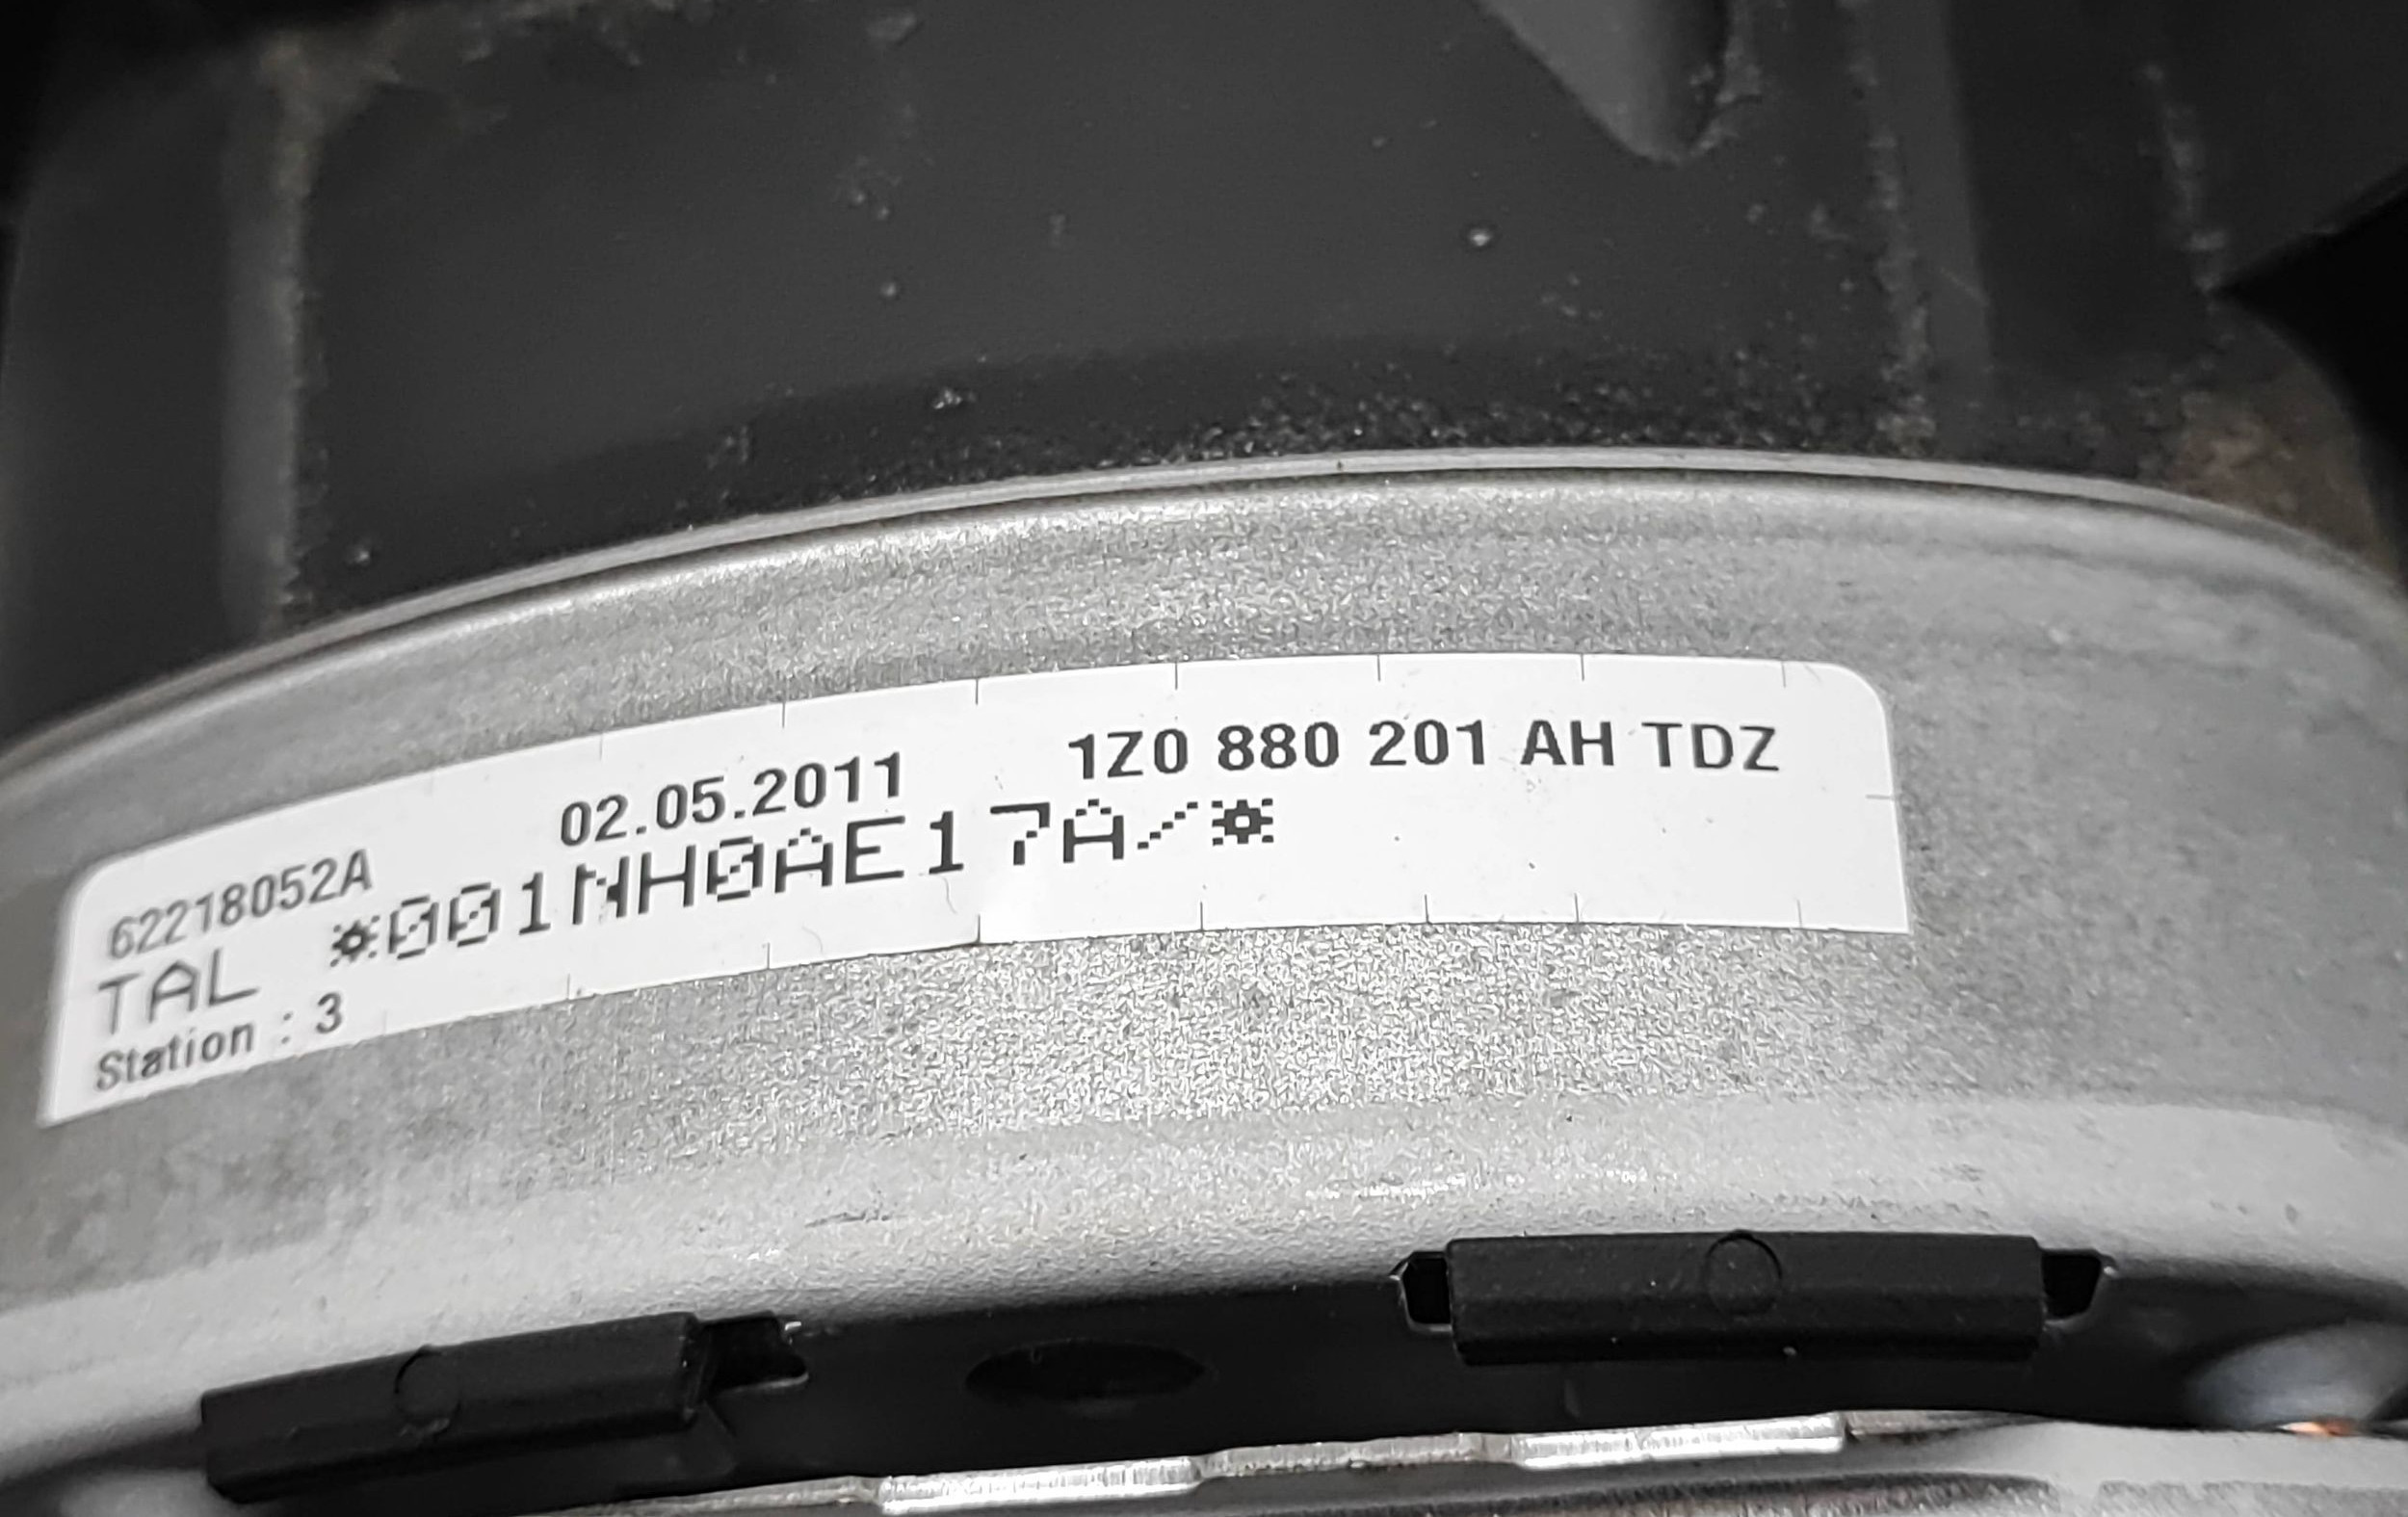 62218052A 02.05.2011 1Z0 880 201 AH TDZ
TAL *001NH0AE17A/*
Station : 3